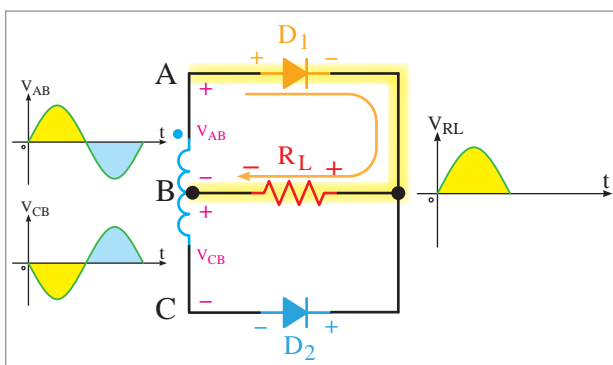 D1
+ −
A
+
VAB
t
o
VAB
−
− RL +
B
+
VCB
t
o
VCB
−
C
− +
D2
VRL
t
o